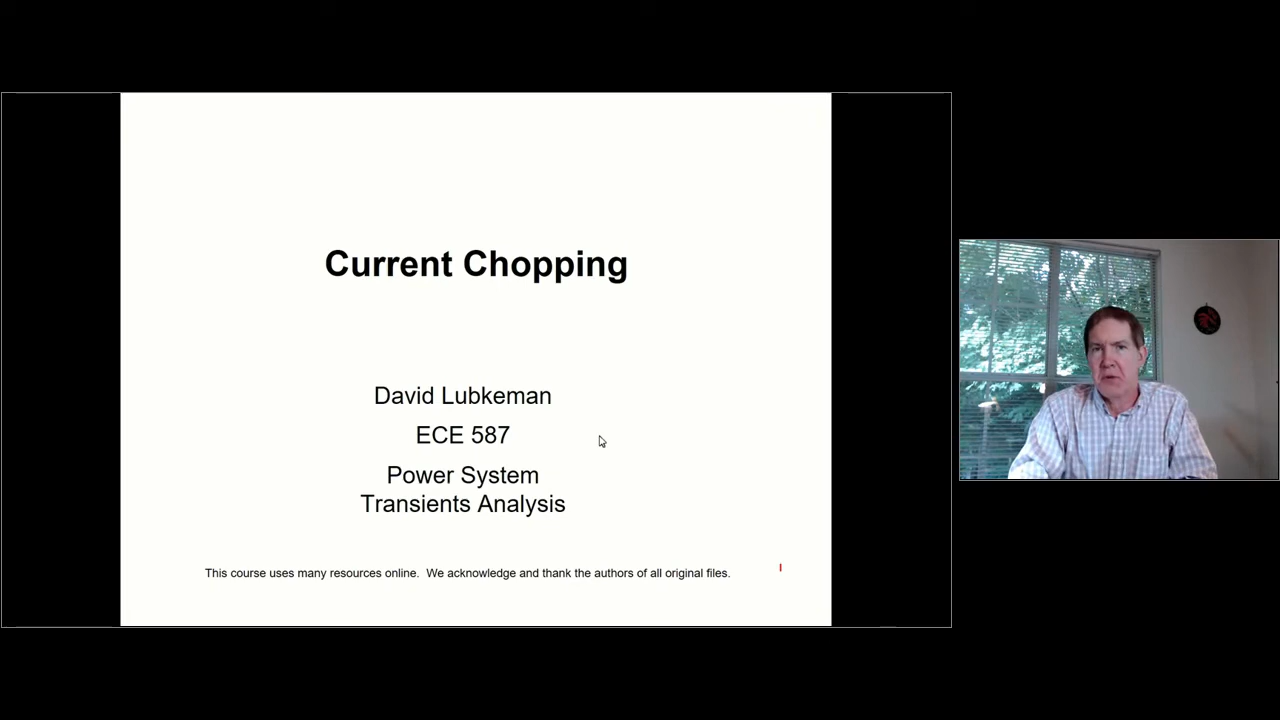 Current Chopping
David Lubkeman
ECE 587
Power System
Transients Analysis
This course uses many resources online. We acknowledge and thank the authors of all original files.